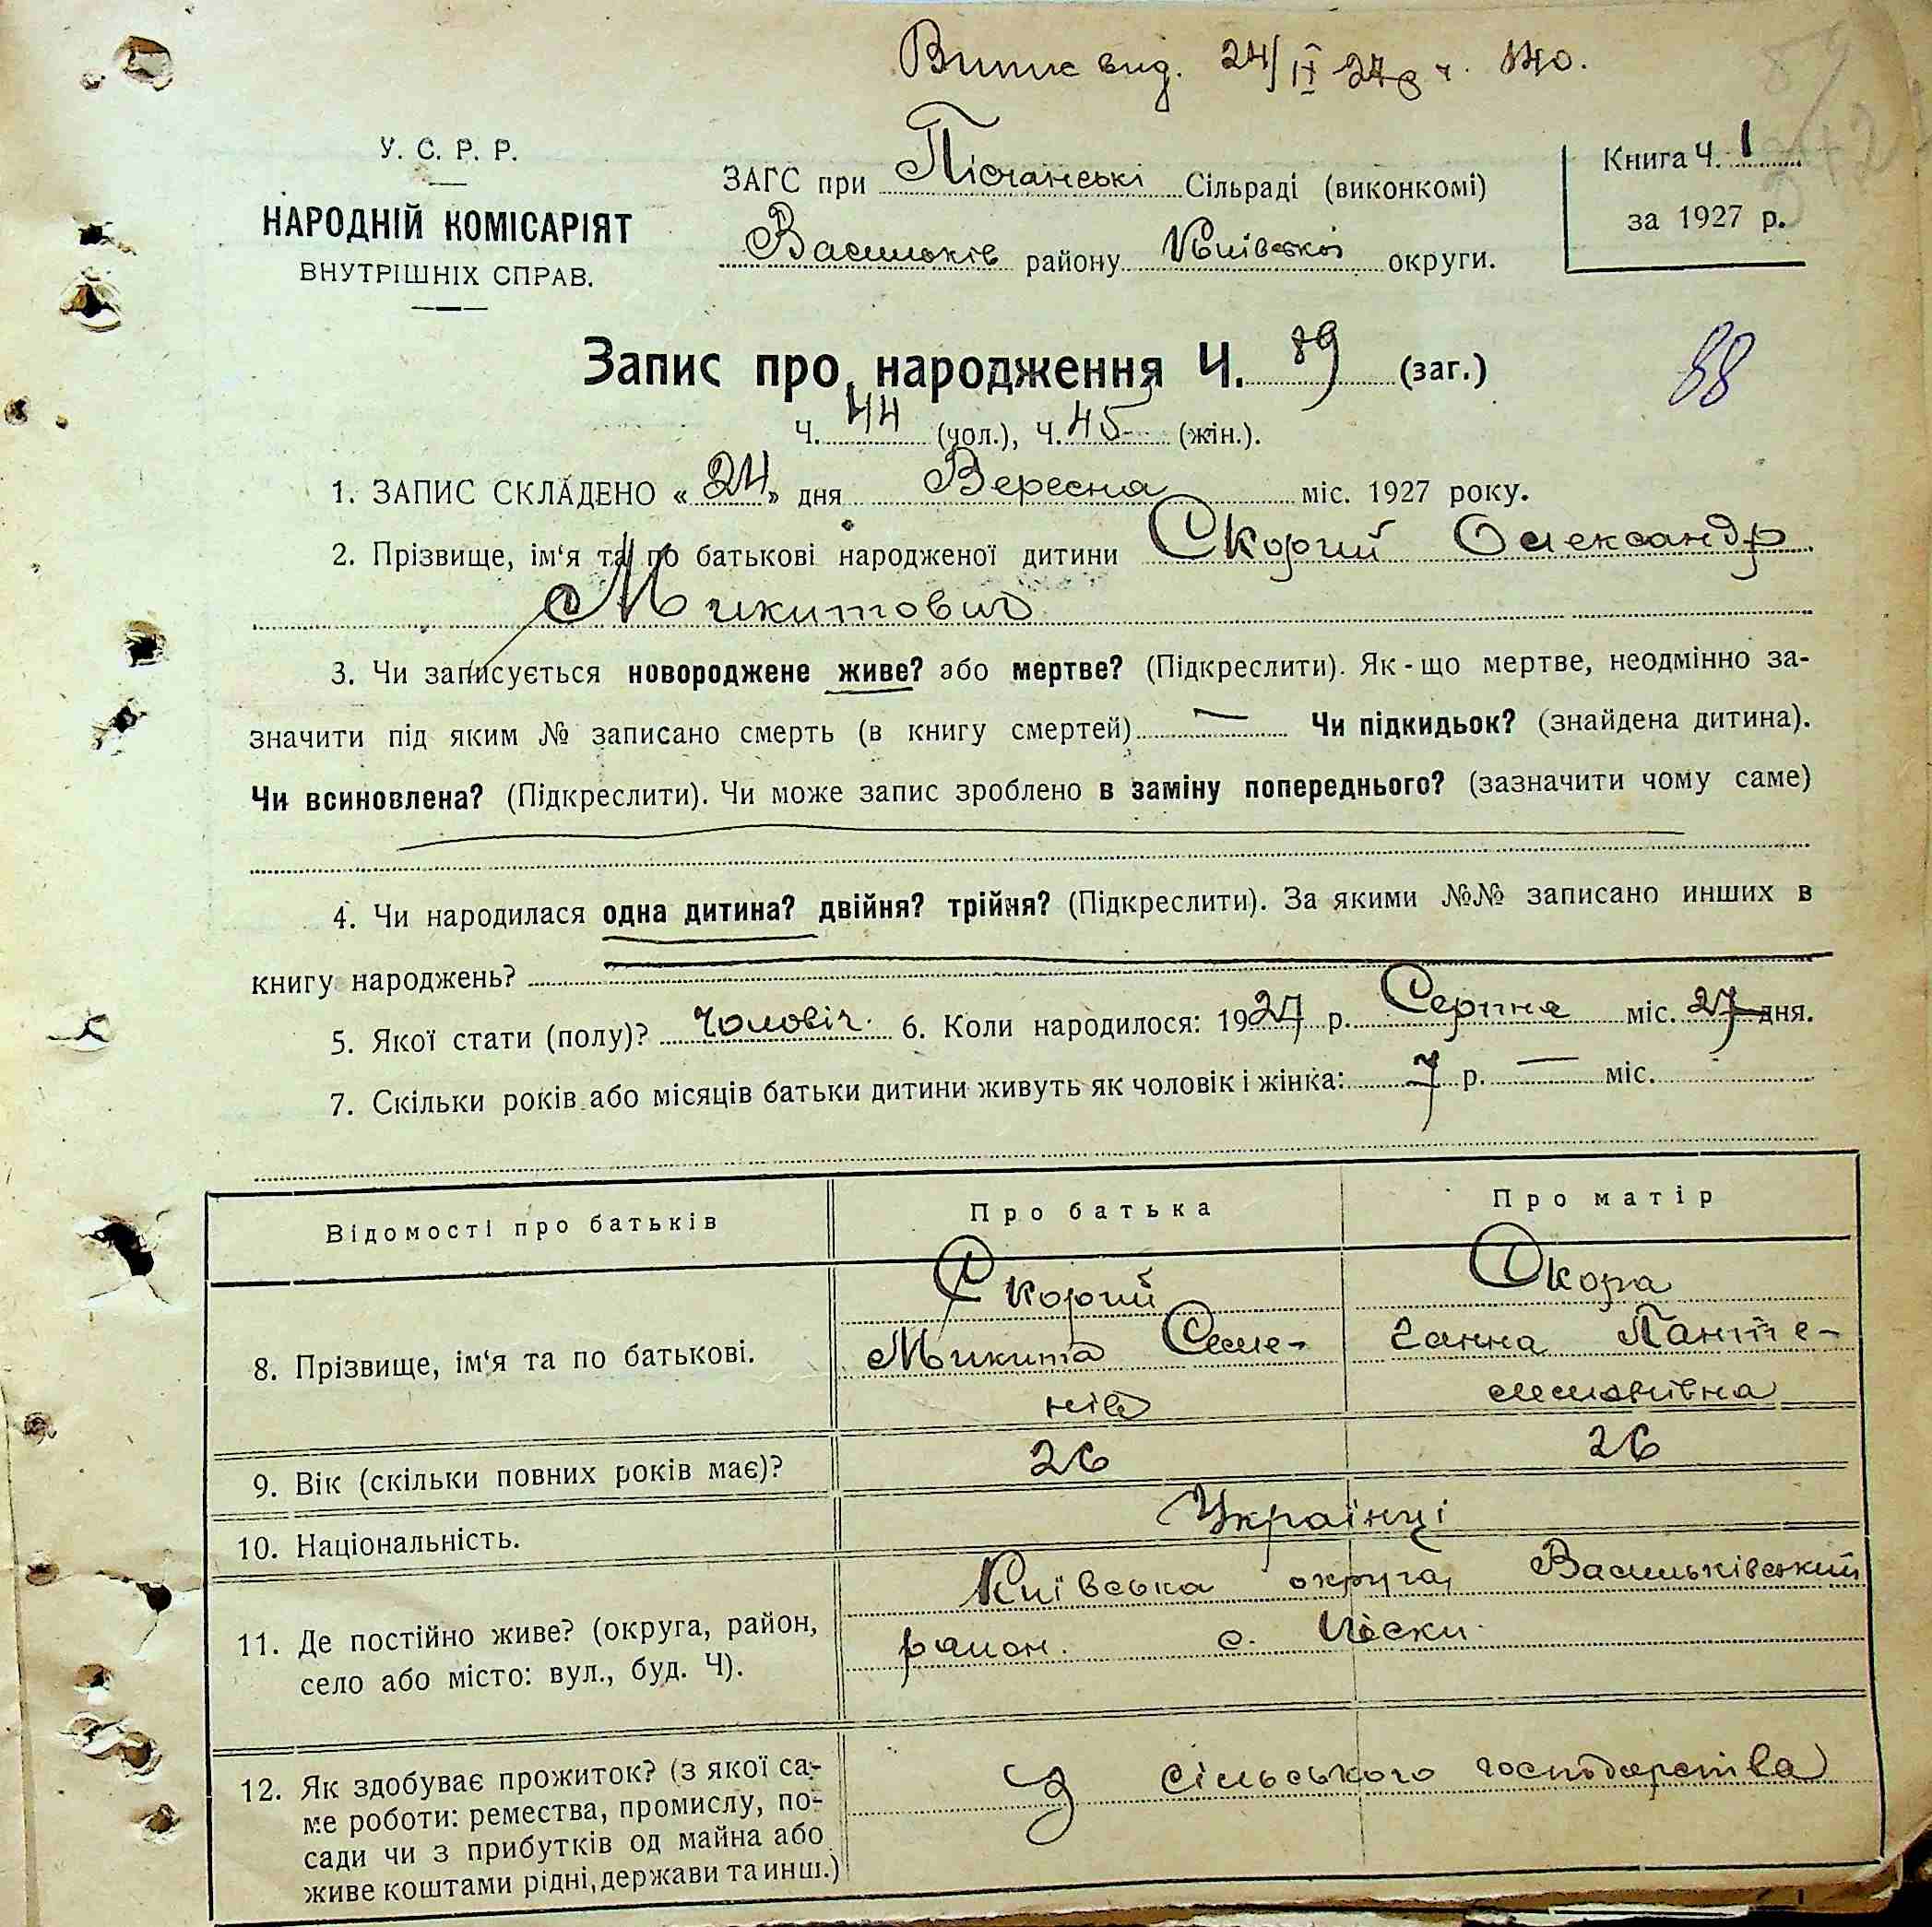 Випис вид. 24/IX 27 р ч. 140.
У. С. Р. Р.
НАРОДНІЙ КОМІСАРІЯТ
ВНУТРІШНІХ СПРАВ.
ЗАГС при Пісчанські Сільраді (виконкомі)
Васильків району Київської округи.
Книга Ч. 1
за 1927 р.
Запис про народження Ч. 89 (заг.)
88
Ч. 44 (чол.), Ч. 45 (жін.).
1. ЗАПИС СКЛАДЕНО « 24 » дня Вересня міс. 1927 року.
2. Прізвище, ім‘я та по батькові народженої дитини Скорий Олександр
Микитович
3. Чи записується новороджене живе? або мертве? (Підкреслити). Як-що мертве, неодмінно за-
значити під яким № записано смерть (в книгу смертей) — Чи підкидьок? (знайдена дитина).
Чи всиновлена? (Підкреслити). Чи може запис зроблено в заміну попереднього? (зазначити чому саме)
4. Чи народилася одна дитина? двійня? трійня? (Підкреслити). За якими №№ записано инших в
книгу народжень?
5. Якої стати (полу)? Чоловіч. 6. Коли народилося: 1927 р. Серпня міс. 27 дня.
7. Скільки років або місяців батьки дитини живуть як чоловік і жінка: 7 р. — міс.
Відомості про батьків Про батька Про матір
8. Прізвище, ім‘я та по батькові.
Скорий
Микита Семе-
нів
Скора
Ганна Панте-
лемонівна
9. Вік (скільки повних років має)? 26 26
10. Національність. Українці
11. Де постійно живе? (округа, район,
село або місто: вул., буд. Ч).
Київська округа, Васильківський
район. с. Піски.
12. Як здобуває прожиток? (з якої са-
ме роботи: ремества, промислу, по-
сади чи з прибутків од майна або
живе коштами рідні, держави та инш.)
З сільського господарства